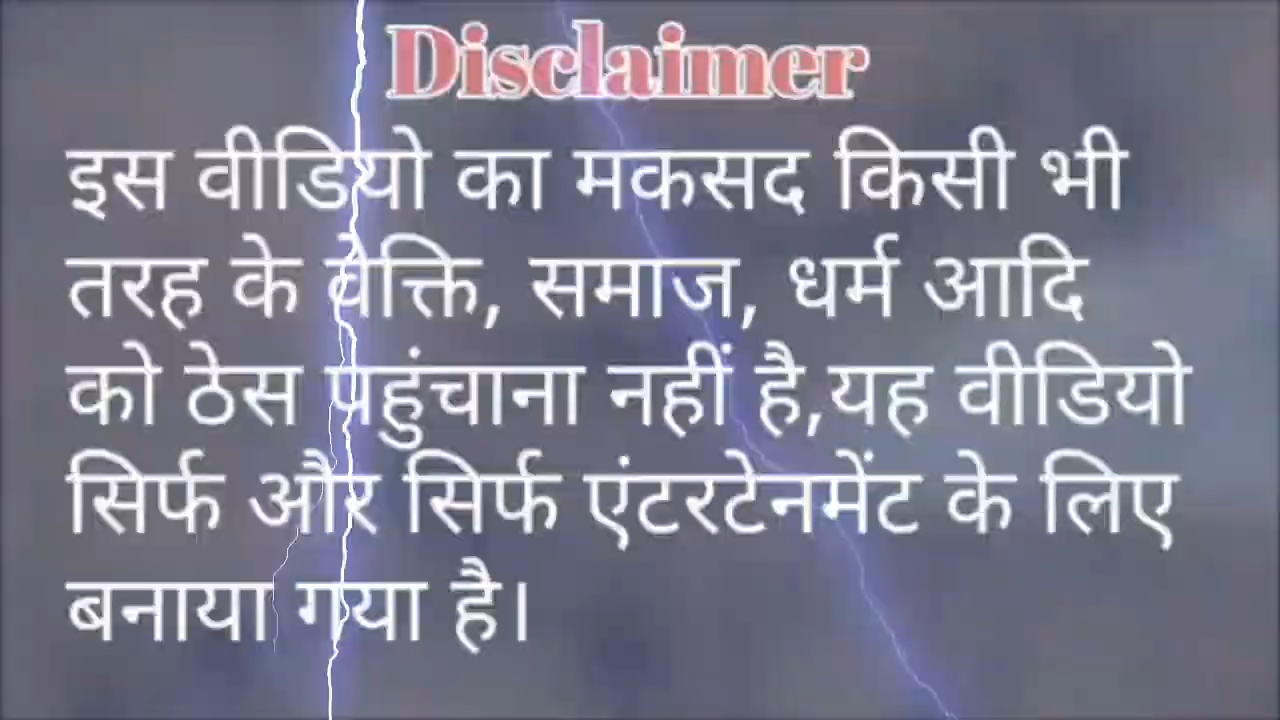 Disclaimer
इस वीडियो का मकसद किसी भी
तरह के वेक्ति, समाज, धर्म आदि
को ठेस पहुंचाना नहीं है,यह वीडियो
सिर्फ और सिर्फ एंटरटेनमेंट के लिए
बनाया गया है।